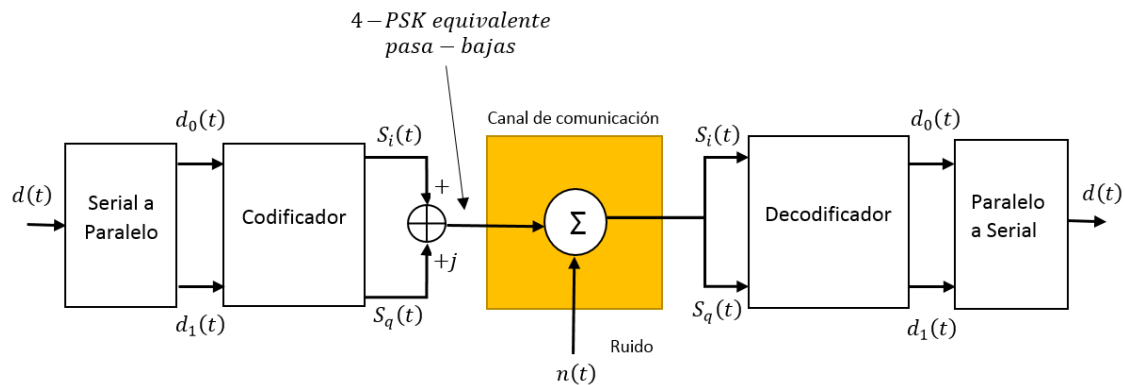 4 − PSK equivalente
pasa − bajas
Canal de comunicación
d(t)
Serial a
Paralelo
d₀(t)
d₁(t)
Codificador
Sᵢ(t)
+
+j
S_q(t)
Σ
Ruido
n(t)
Sᵢ(t)
S_q(t)
Decodificador
d₀(t)
d₁(t)
Paralelo
a Serial
d(t)